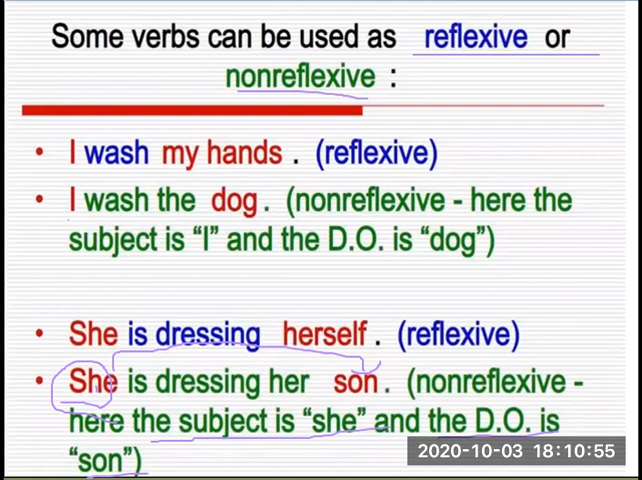 Some verbs can be used as reflexive or
nonreflexive :
• I wash my hands . (reflexive)
• I wash the dog . (nonreflexive - here the
subject is “I” and the D.O. is “dog”)
• She is dressing herself . (reflexive)
• She is dressing her son . (nonreflexive -
here the subject is “she” and the D.O. is
“son”)
2020-10-03 18:10:55